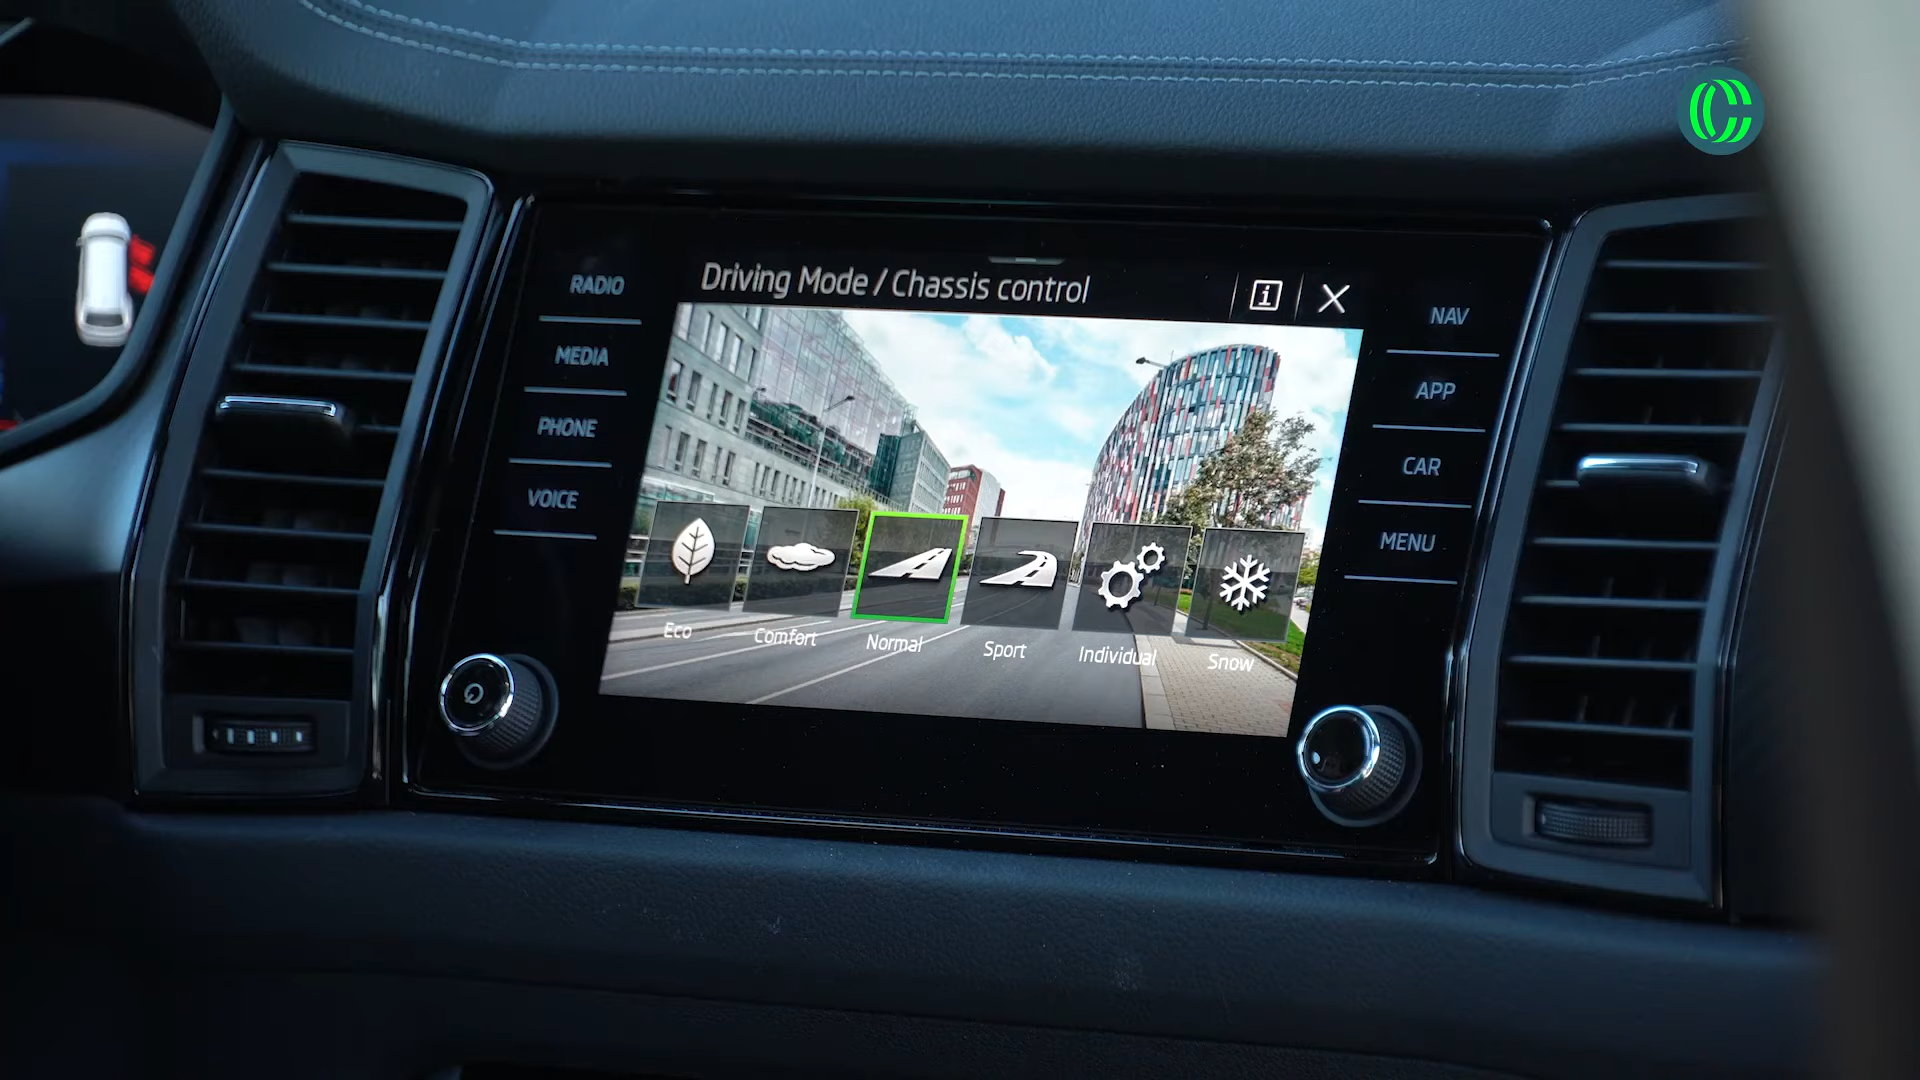 Driving Mode / Chassis control
RADIO
MEDIA
PHONE
VOICE
NAV
APP
CAR
MENU
Eco
Comfort
Normal
Sport
Individual
Snow